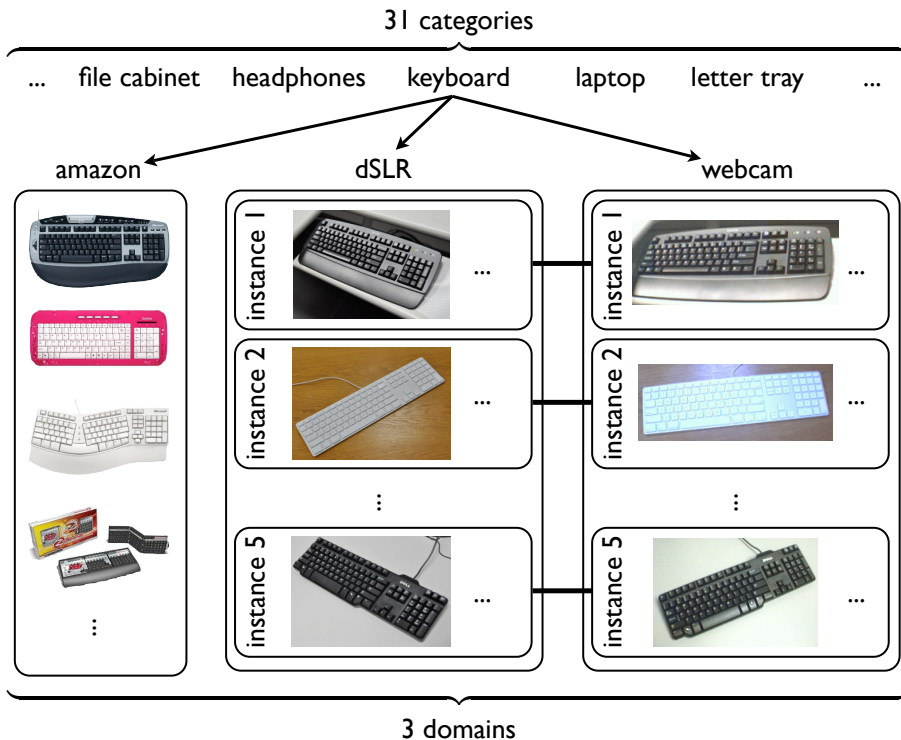 31 categories
... file cabinet headphones keyboard laptop letter tray ...
amazon dSLR webcam
instance 1 ... instance 1 ...
instance 2 ... instance 2 ...
... ...
instance 5 ... instance 5 ...
...
3 domains